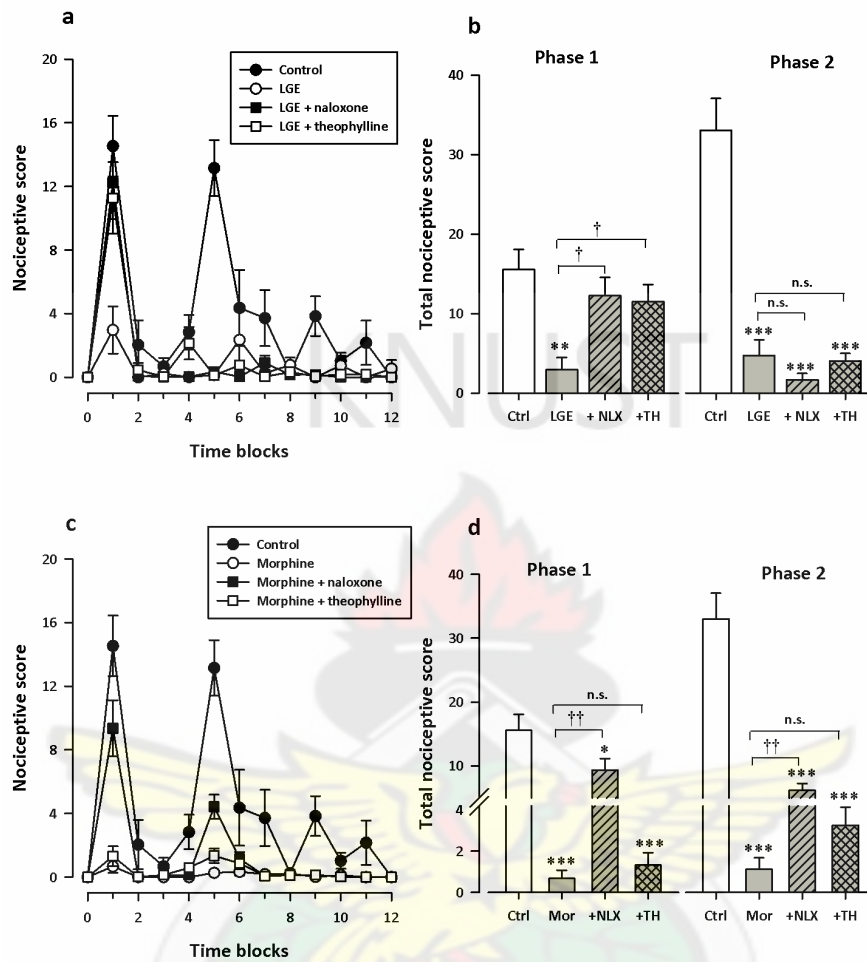 a
20
16
12
8
4
0
Nociceptive score
Control
LGE
LGE + naloxone
LGE + theophylline
0 2 4 6 8 10 12
Time blocks
b
Phase 1
Phase 2
40
30
20
10
0
Total nociceptive score
†
†
**
n.s.
n.s.
***
***
***
Ctrl LGE + NLX +TH
Ctrl LGE + NLX +TH
KNUST
c
20
16
12
8
4
0
Nociceptive score
Control
Morphine
Morphine + naloxone
Morphine + theophylline
0 2 4 6 8 10 12
Time blocks
d
Phase 1
Phase 2
40
30
20
10
4
2
0
Total nociceptive score
n.s.
††
*
***
***
n.s.
††
***
***
***
Ctrl Mor +NLX +TH
Ctrl Mor +NLX +TH